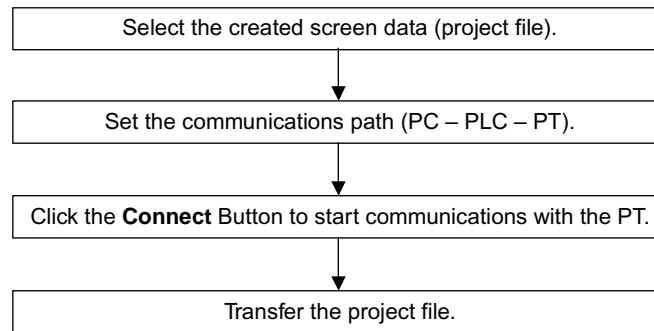 Select the created screen data (project file).
Set the communications path (PC – PLC – PT).
Click the Connect Button to start communications with the PT.
Transfer the project file.